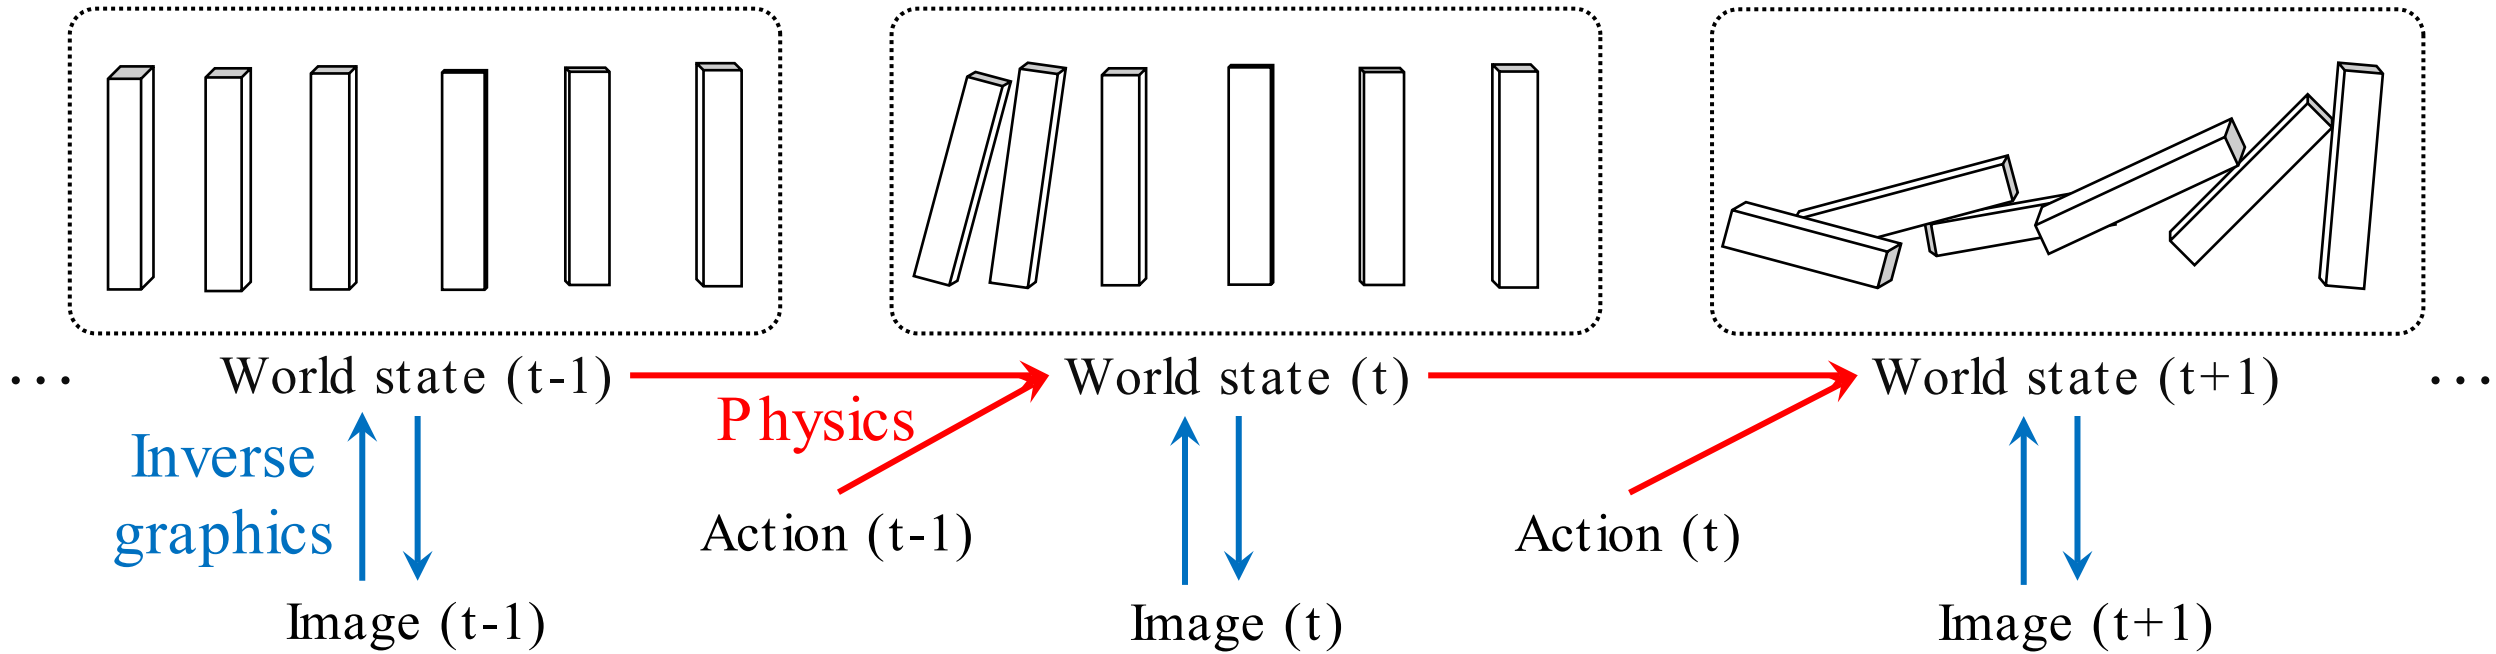 . . . World state (t-1) World state (t) World state (t+1) . . .
Physics
Inverse
graphics
Action (t-1) Action (t)
Image (t-1) Image (t) Image (t+1)